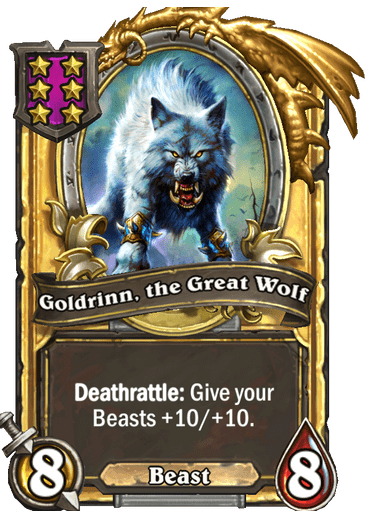 Goldrinn, the Great Wolf
Deathrattle: Give your
Beasts +10/+10.
8
Beast
8